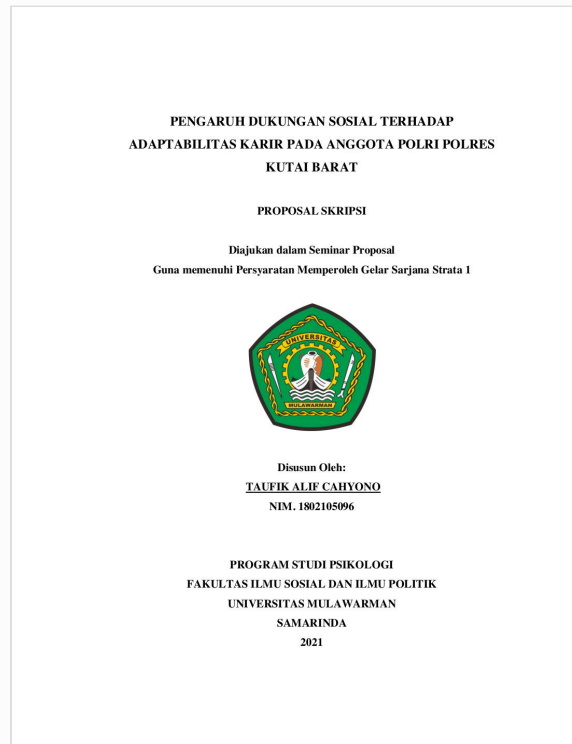 PENGARUH DUKUNGAN SOSIAL TERHADAP
ADAPTABILITAS KARIR PADA ANGGOTA POLRI POLRES
KUTAI BARAT
PROPOSAL SKRIPSI
Diajukan dalam Seminar Proposal
Guna memenuhi Persyaratan Memperoleh Gelar Sarjana Strata 1
UNIVERSITAS
MULAWARMAN
Disusun Oleh:
TAUFIK ALIF CAHYONO
NIM. 1802105096
PROGRAM STUDI PSIKOLOGI
FAKULTAS ILMU SOSIAL DAN ILMU POLITIK
UNIVERSITAS MULAWARMAN
SAMARINDA
2021